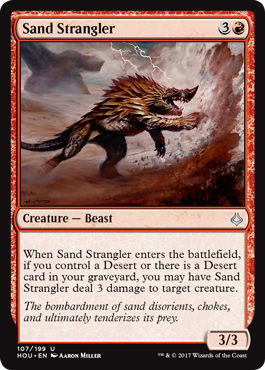 Sand Strangler
3
Creature — Beast
When Sand Strangler enters the battlefield,
if you control a Desert or there is a Desert
card in your graveyard, you may have Sand
Strangler deal 3 damage to target creature.
The bombardment of sand disorients, chokes,
and ultimately tenderizes its prey.
3/3
107/199 U
HOU • EN Aaron Miller
™ & © 2017 Wizards of the Coast